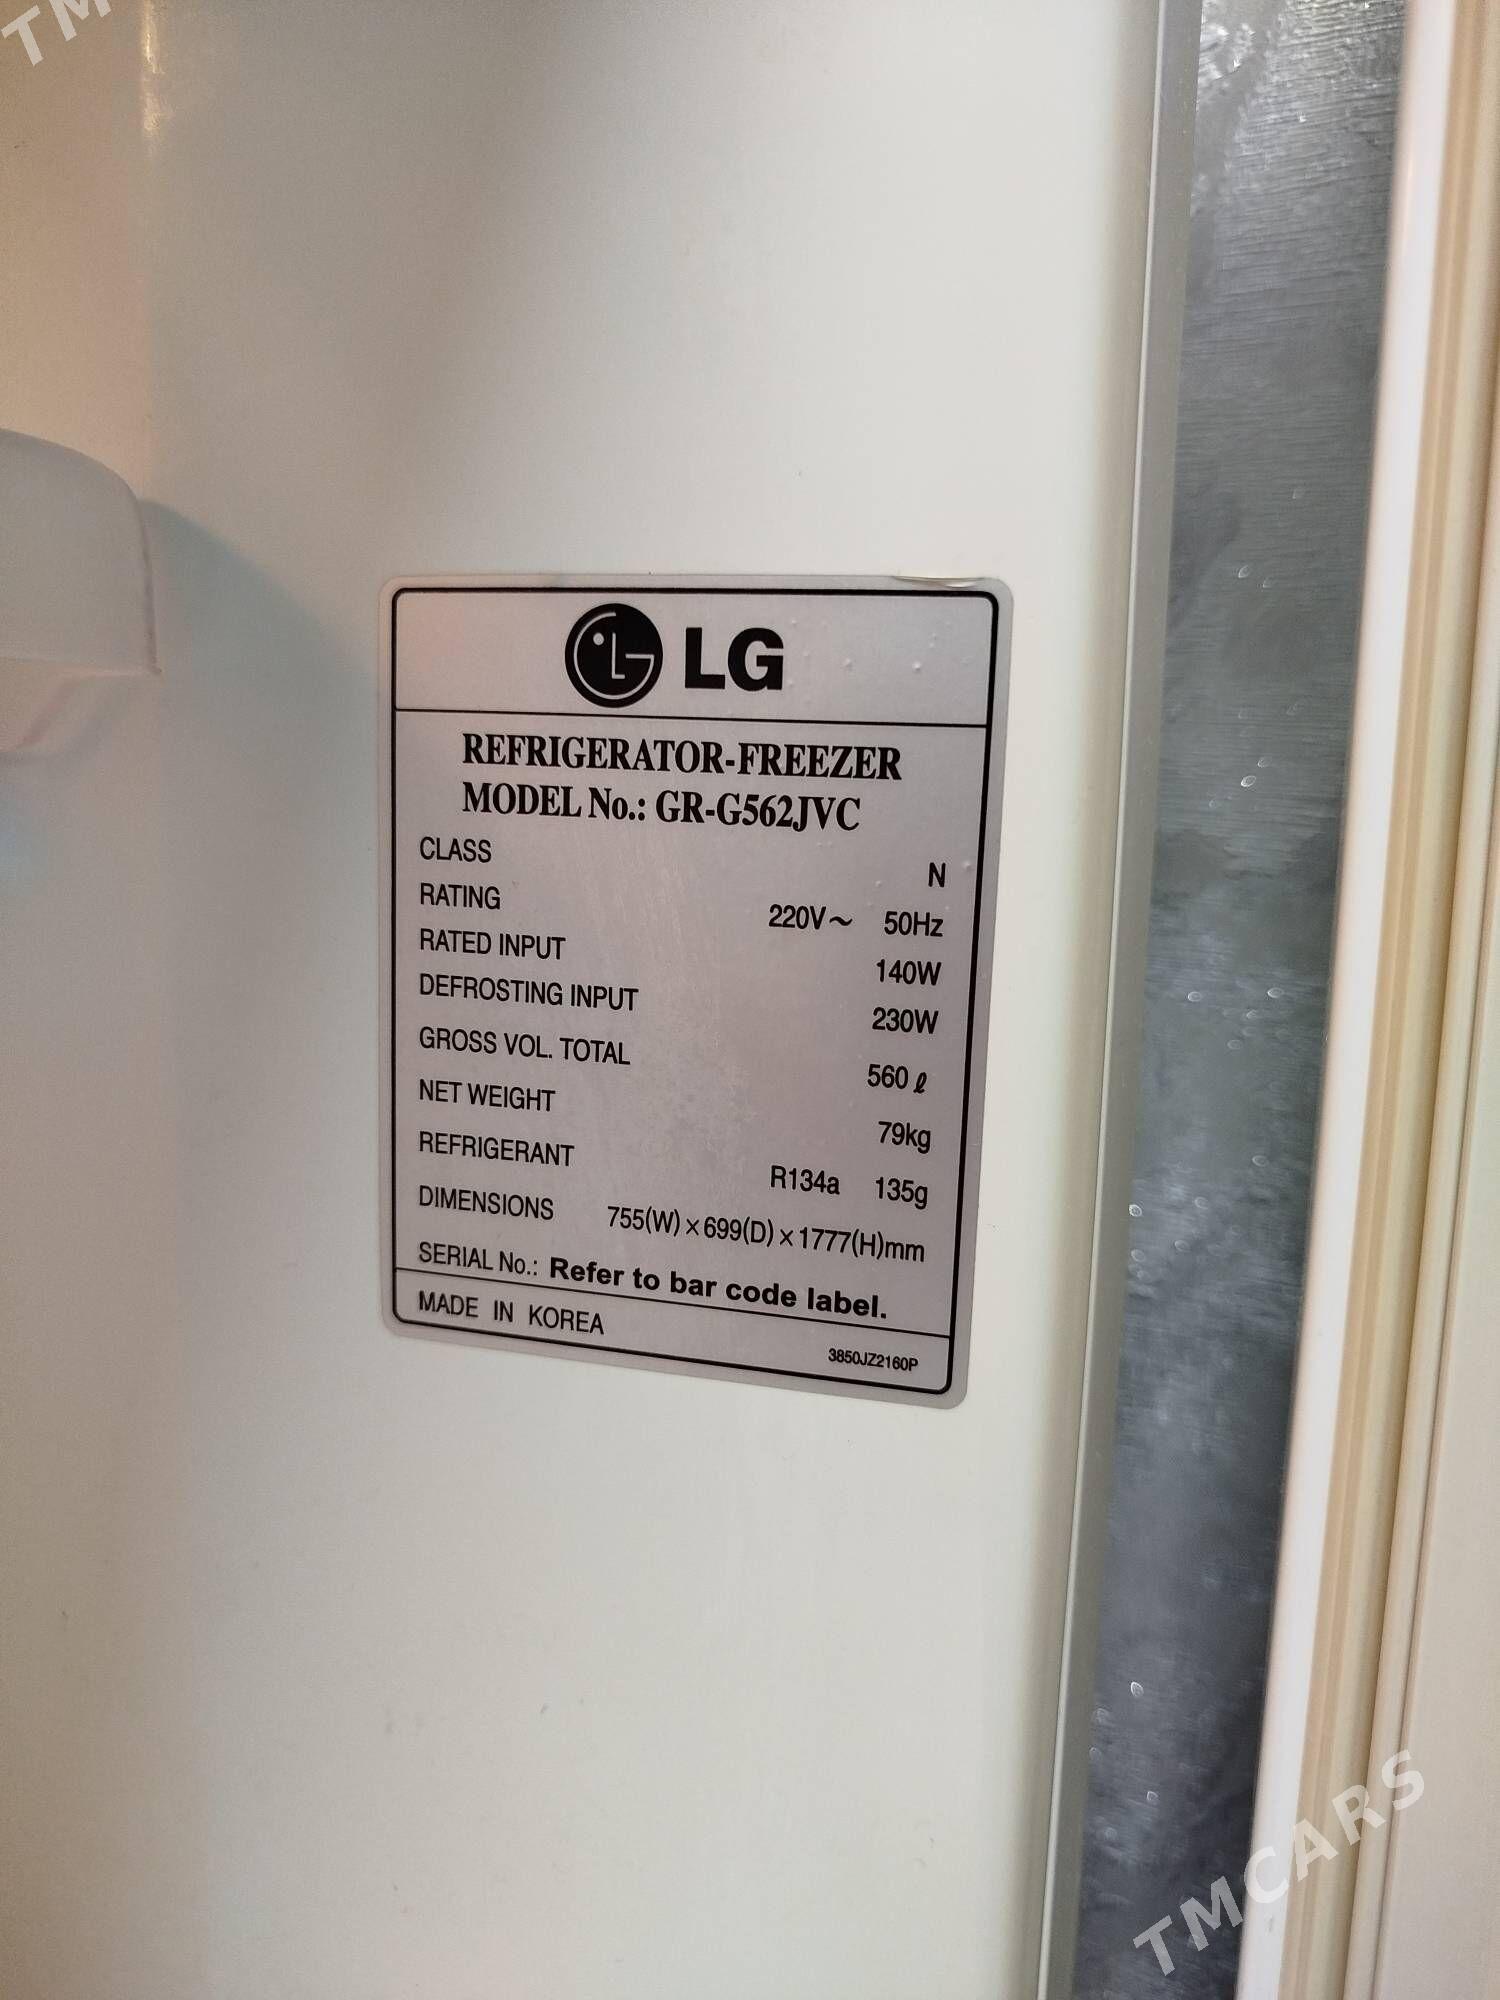 TM
LG
REFRIGERATOR-FREEZER
MODEL No.: GR-G562JVC
CLASS N
RATING 220V~ 50Hz
RATED INPUT 140W
DEFROSTING INPUT 230W
GROSS VOL. TOTAL 560 ℓ
NET WEIGHT 79kg
REFRIGERANT R134a 135g
DIMENSIONS 755(W)×699(D)×1777(H)mm
SERIAL No.: Refer to bar code label.
MADE IN KOREA
3850JZ2160P
TMCARS